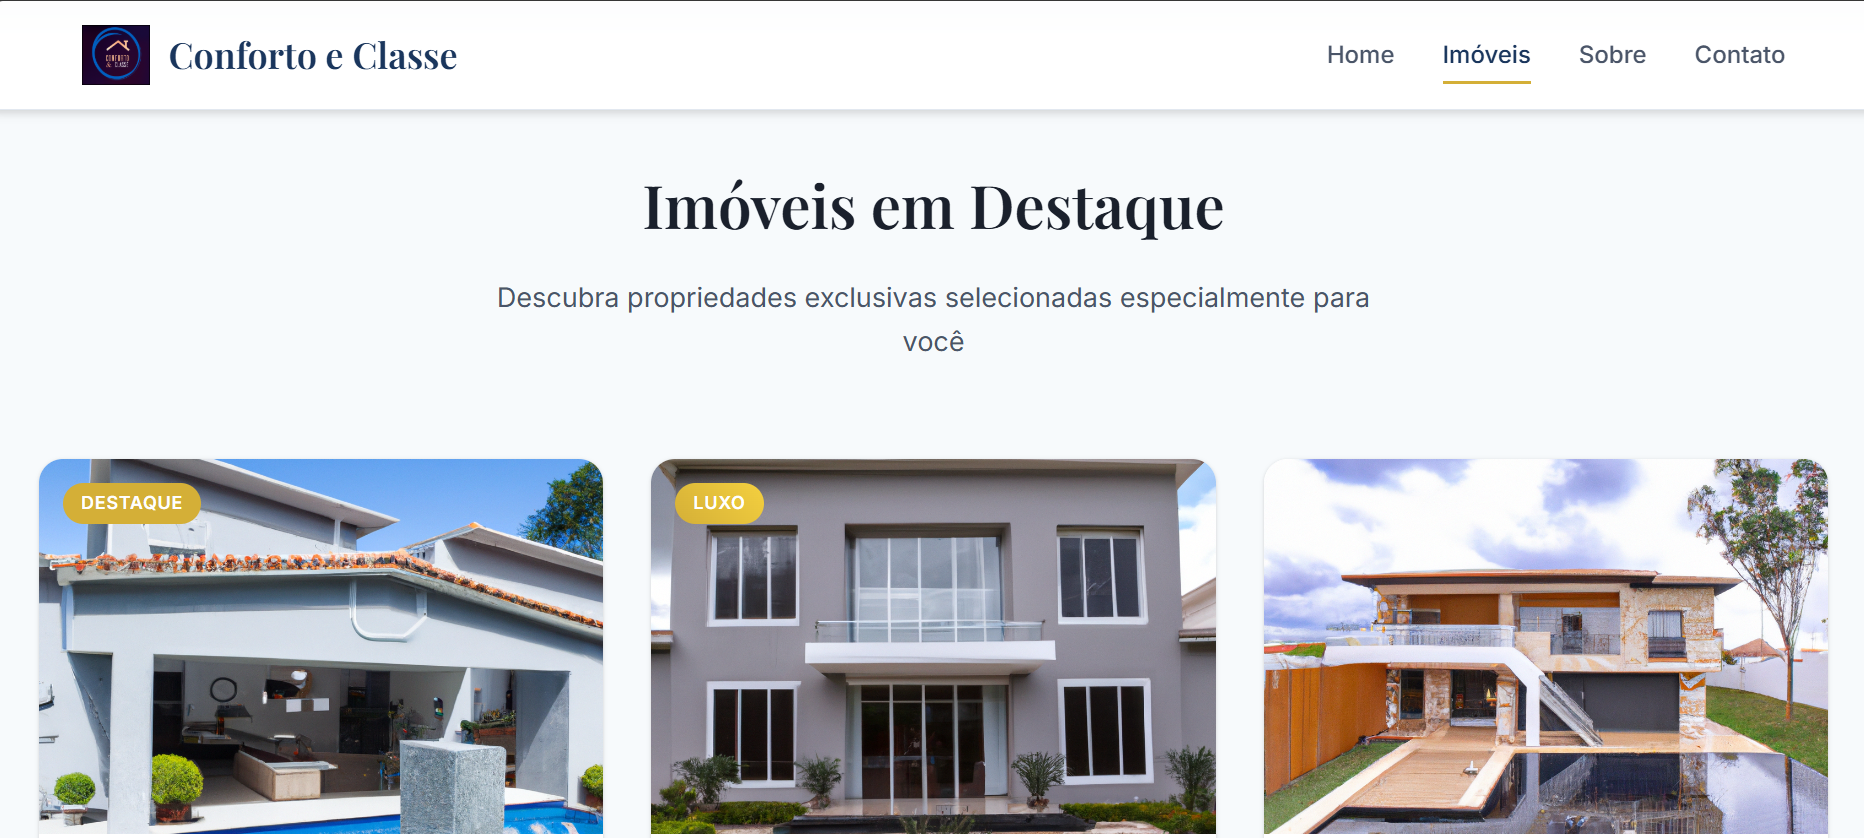 CONFORTO
e CLASSE
Conforto e Classe
Home Imóveis Sobre Contato
Imóveis em Destaque
Descubra propriedades exclusivas selecionadas especialmente para
você
DESTAQUE
LUXO